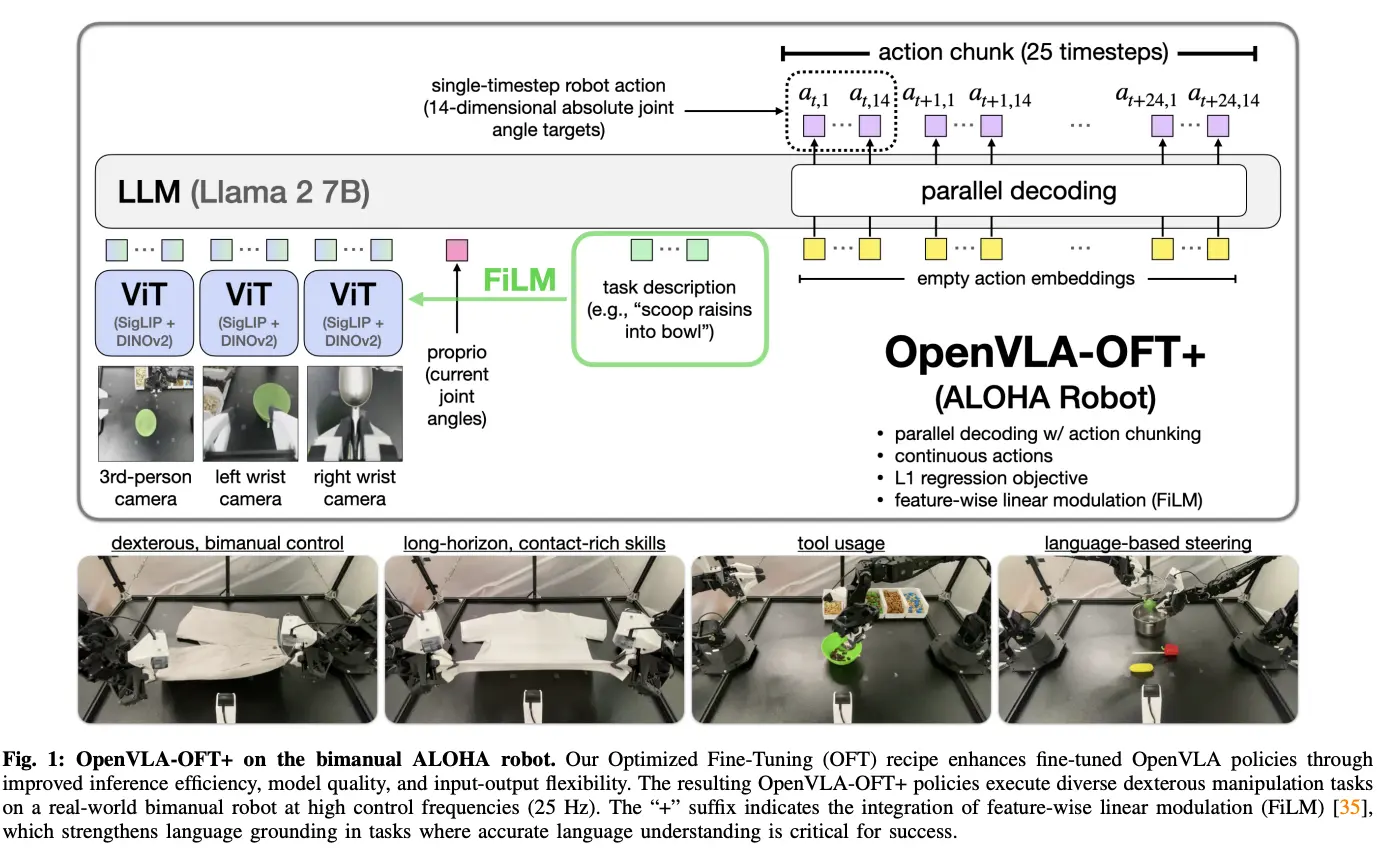 action chunk (25 timesteps)
single-timestep robot action
(14-dimensional absolute joint
angle targets)
a_{t,1} ... a_{t,14} a_{t+1,1} ... a_{t+1,14} ... a_{t+24,1} ... a_{t+24,14}
LLM (Llama 2 7B)
parallel decoding
empty action embeddings
FiLM
task description
(e.g., “scoop raisins
into bowl”)
ViT
(SigLIP +
DINOv2)
ViT
(SigLIP +
DINOv2)
ViT
(SigLIP +
DINOv2)
proprio
(current
joint
angles)
3rd-person
camera
left wrist
camera
right wrist
camera
OpenVLA-OFT+
(ALOHA Robot)
• parallel decoding w/ action chunking
• continuous actions
• L1 regression objective
• feature-wise linear modulation (FiLM)
dexterous, bimanual control
long-horizon, contact-rich skills
tool usage
language-based steering
Fig. 1: OpenVLA-OFT+ on the bimanual ALOHA robot. Our Optimized Fine-Tuning (OFT) recipe enhances fine-tuned OpenVLA policies through
improved inference efficiency, model quality, and input-output flexibility. The resulting OpenVLA-OFT+ policies execute diverse dexterous manipulation tasks
on a real-world bimanual robot at high control frequencies (25 Hz). The “+” suffix indicates the integration of feature-wise linear modulation (FiLM) [35],
which strengthens language grounding in tasks where accurate language understanding is critical for success.